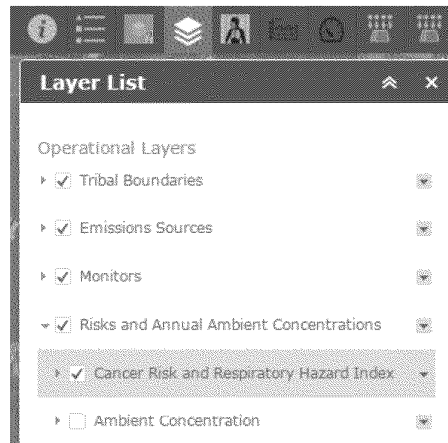 Layer List
Operational Layers
Tribal Boundaries
Emissions Sources
Monitors
Risks and Annual Ambient Concentrations
Cancer Risk and Respiratory Hazard Index
Ambient Concentration